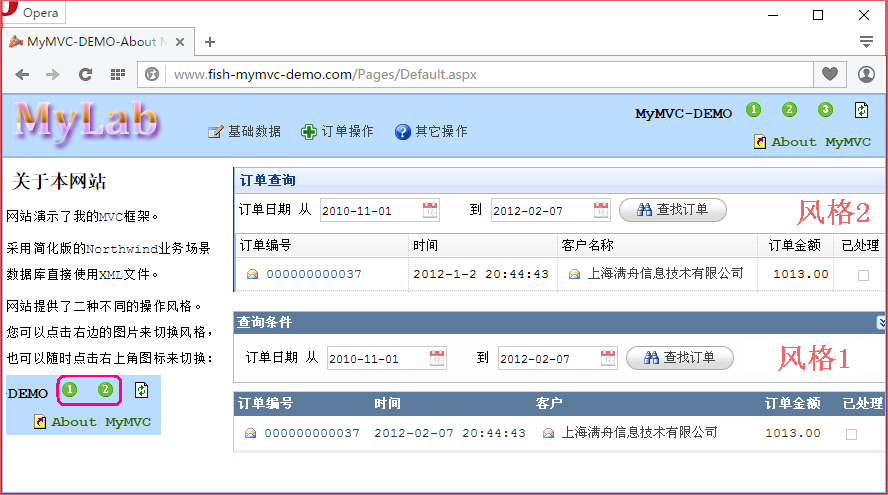 Opera
MyMVC-DEMO-About M
www.fish-mymvc-demo.com/Pages/Default.aspx
MyLab
基础数据 订单操作 其它操作
MyMVC-DEMO 1 2 3
About MyMVC
关于本网站
网站演示了我的MVC框架。
采用简化版的Northwind业务场景
数据库直接使用XML文件。
网站提供了二种不同的操作风格。
您可以点击右边的图片来切换风格，
也可以随时点击右上角图标来切换：
-DEMO 1 2
About MyMVC
订单查询
订单日期 从 2010-11-01 到 2012-02-07 查找订单
风格2
订单编号 时间 客户名称 订单金额 已处理
000000000037 2012-1-2 20:44:43 上海满舟信息技术有限公司 1013.00
查询条件
订单日期 从 2010-11-01 到 2012-02-07 查找订单
风格1
订单编号 时间 客户 订单金额 已处理
000000000037 2012-02-07 20:44:43 上海满舟信息技术有限公司 1013.00